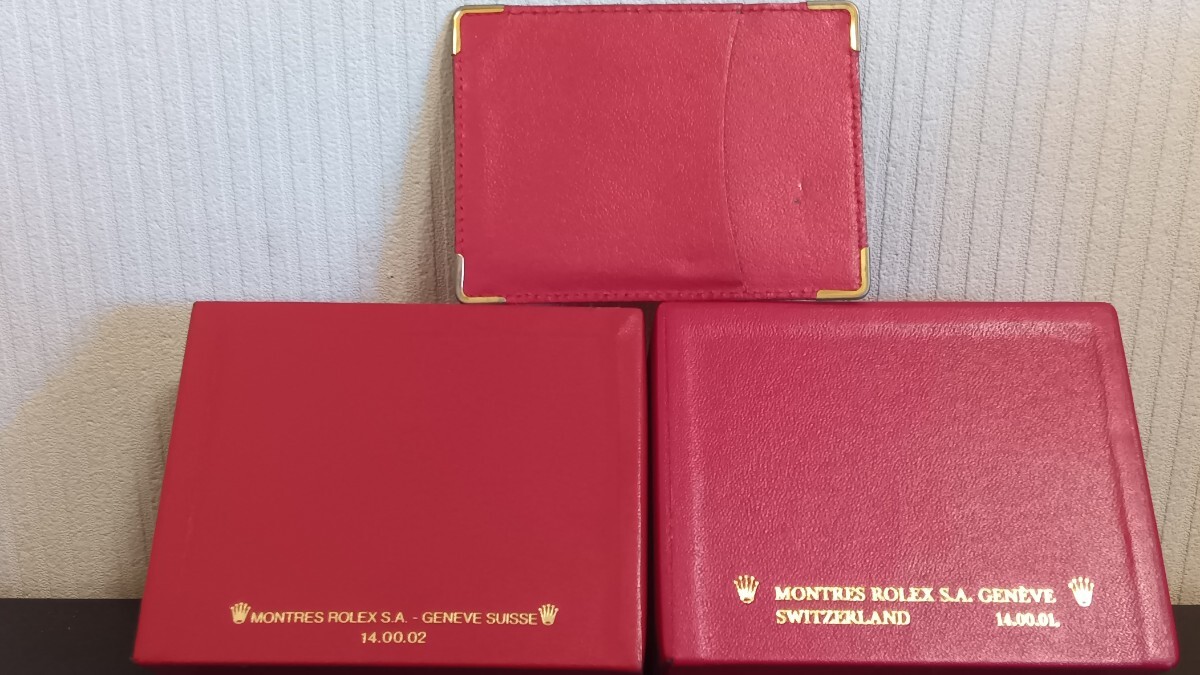 MONTRES ROLEX S.A. - GENEVE SUISSE
14.00.02
MONTRES ROLEX S.A. GENÈVE
SWITZERLAND 14.00.01.